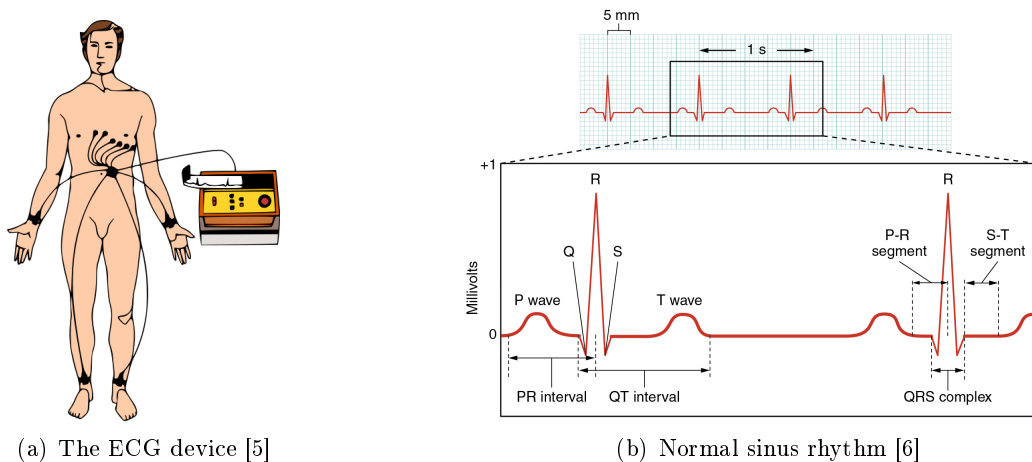 5 mm
1 s
+1
R
R
Q
S
P-R
segment
S-T
segment
Millivolts
P wave
T wave
0
PR interval
QT interval
QRS complex
(a) The ECG device [5]
(b) Normal sinus rhythm [6]